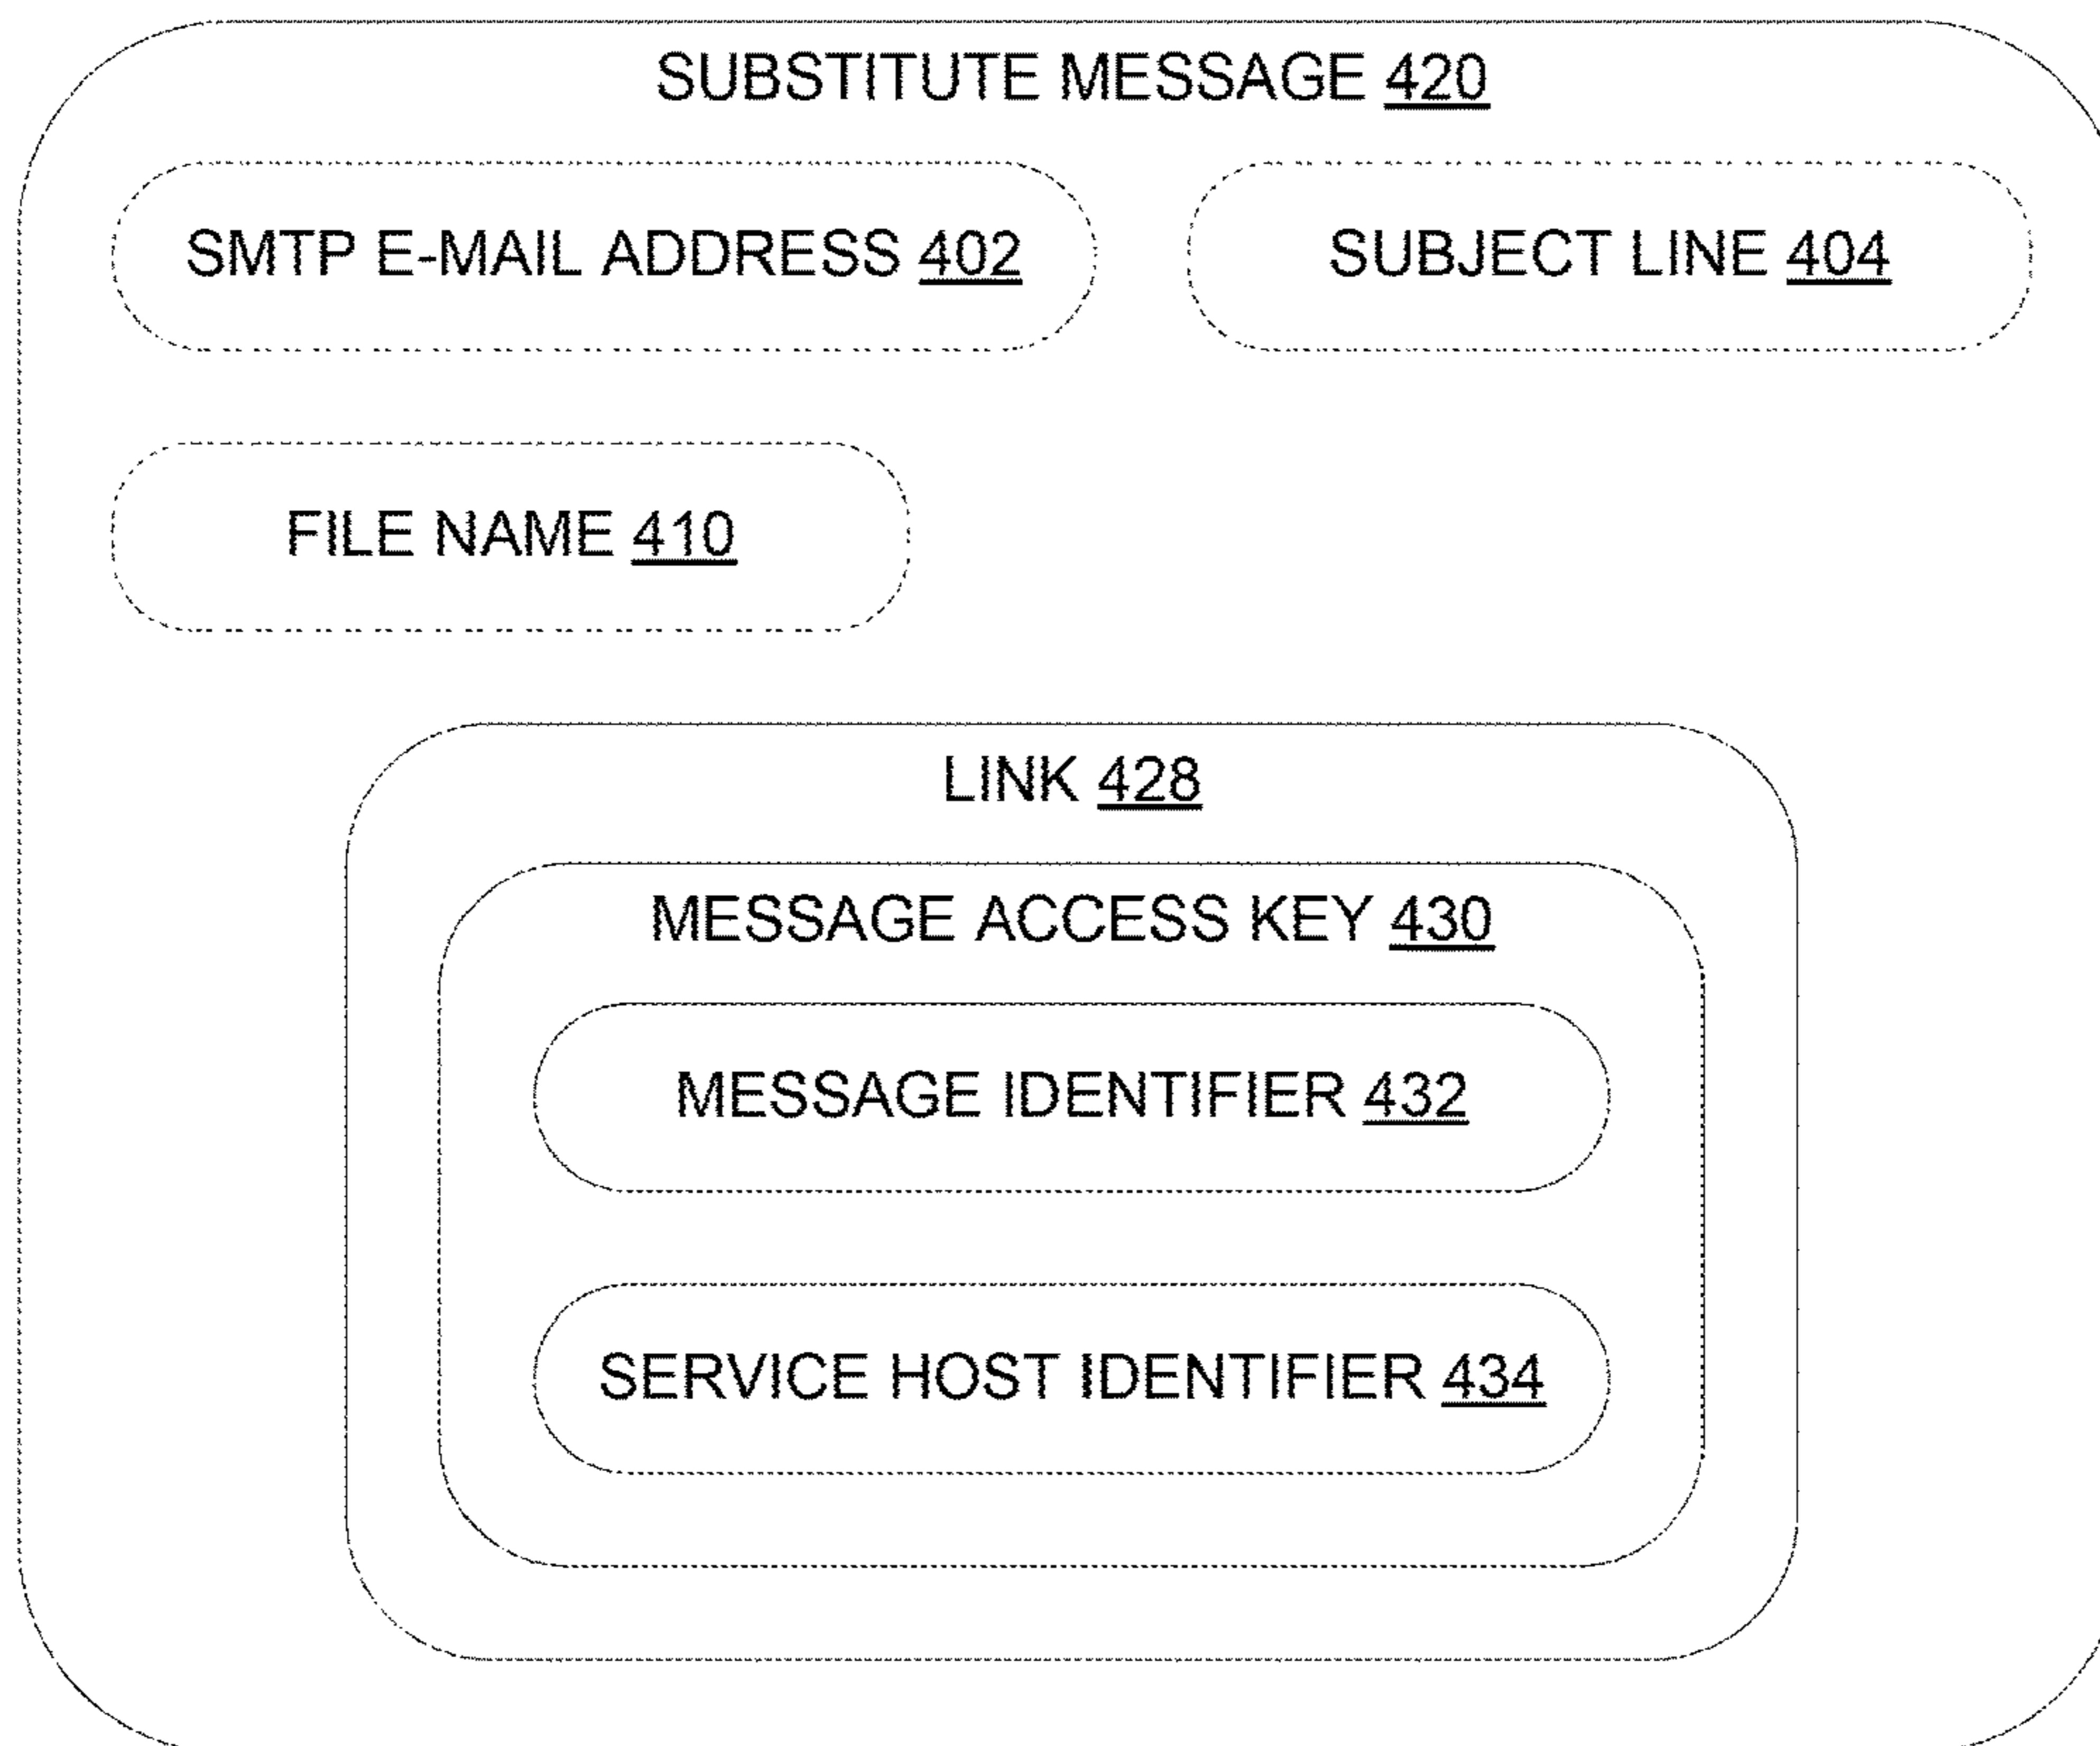 SUBSTITUTE MESSAGE 420
SMTP E-MAIL ADDRESS 402
SUBJECT LINE 404
FILE NAME 410
LINK 428
MESSAGE ACCESS KEY 430
MESSAGE IDENTIFIER 432
SERVICE HOST IDENTIFIER 434